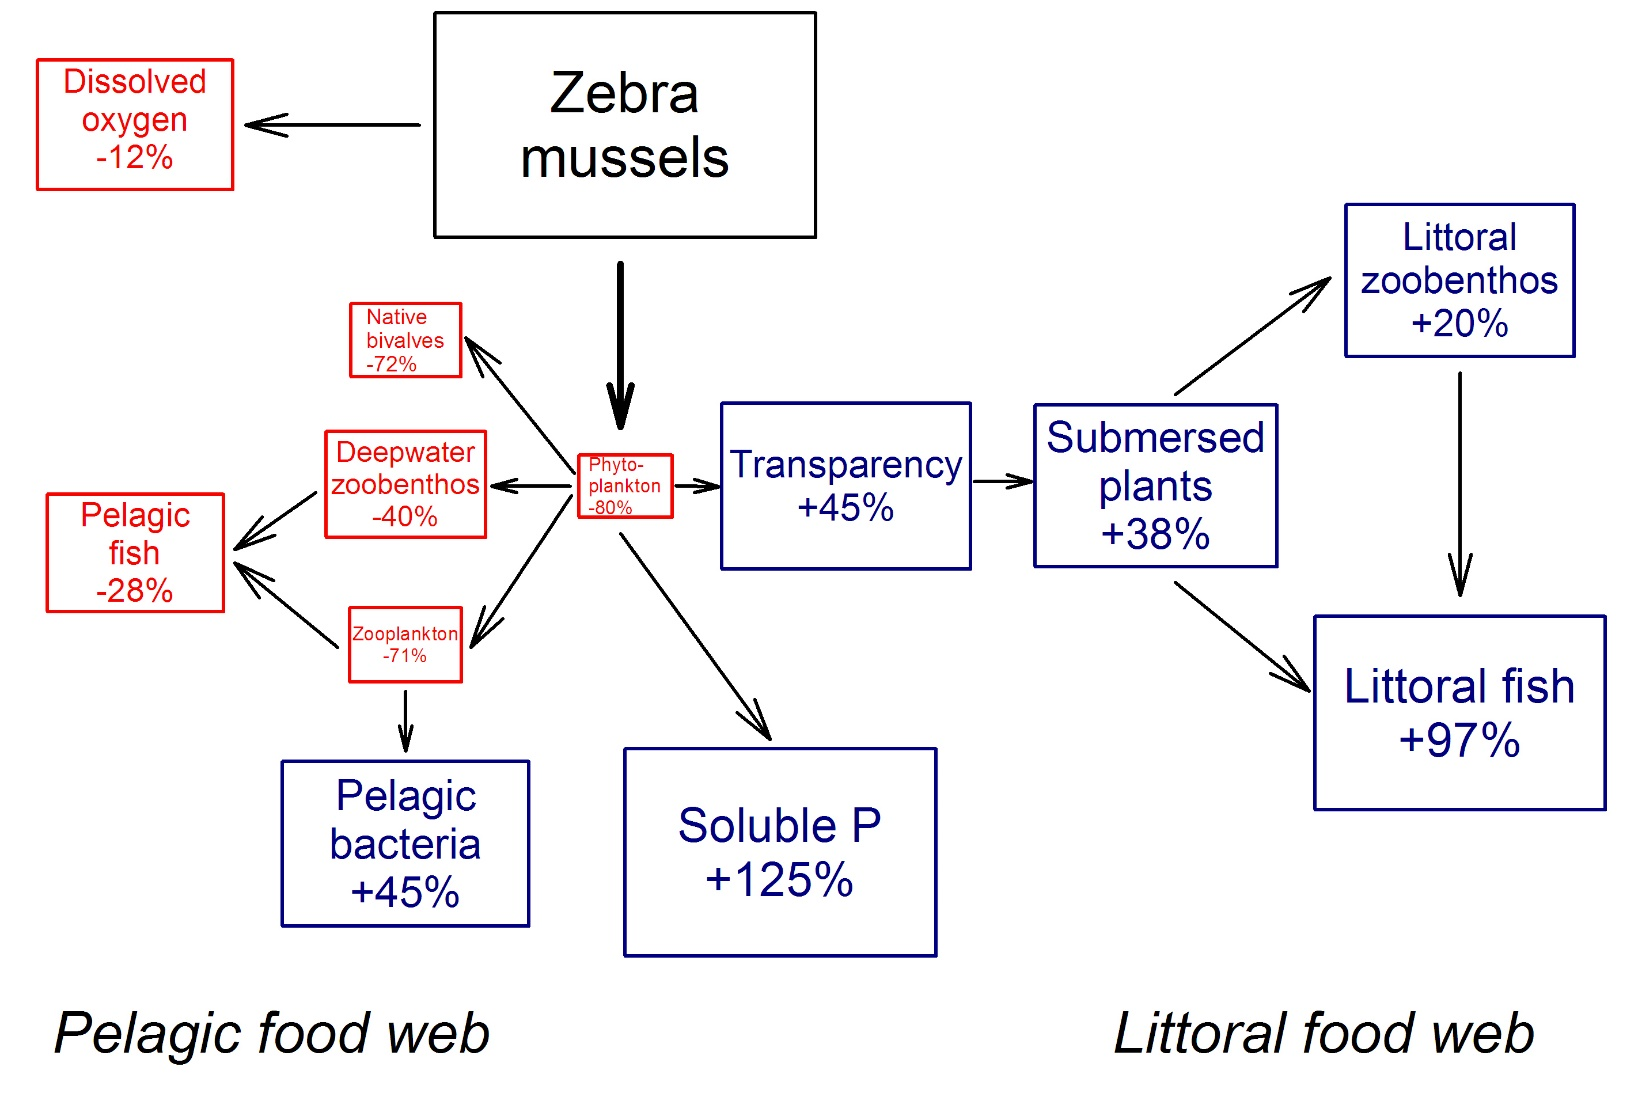 Zebra
mussels
Dissolved
oxygen
-12%
Native
bivalves
-72%
Deepwater
zoobenthos
-40%
Pelagic
fish
-28%
Zooplankton
-71%
Phyto-
plankton
-80%
Transparency
+45%
Submersed
plants
+38%
Littoral
zoobenthos
+20%
Littoral fish
+97%
Pelagic
bacteria
+45%
Soluble P
+125%
Pelagic food web
Littoral food web